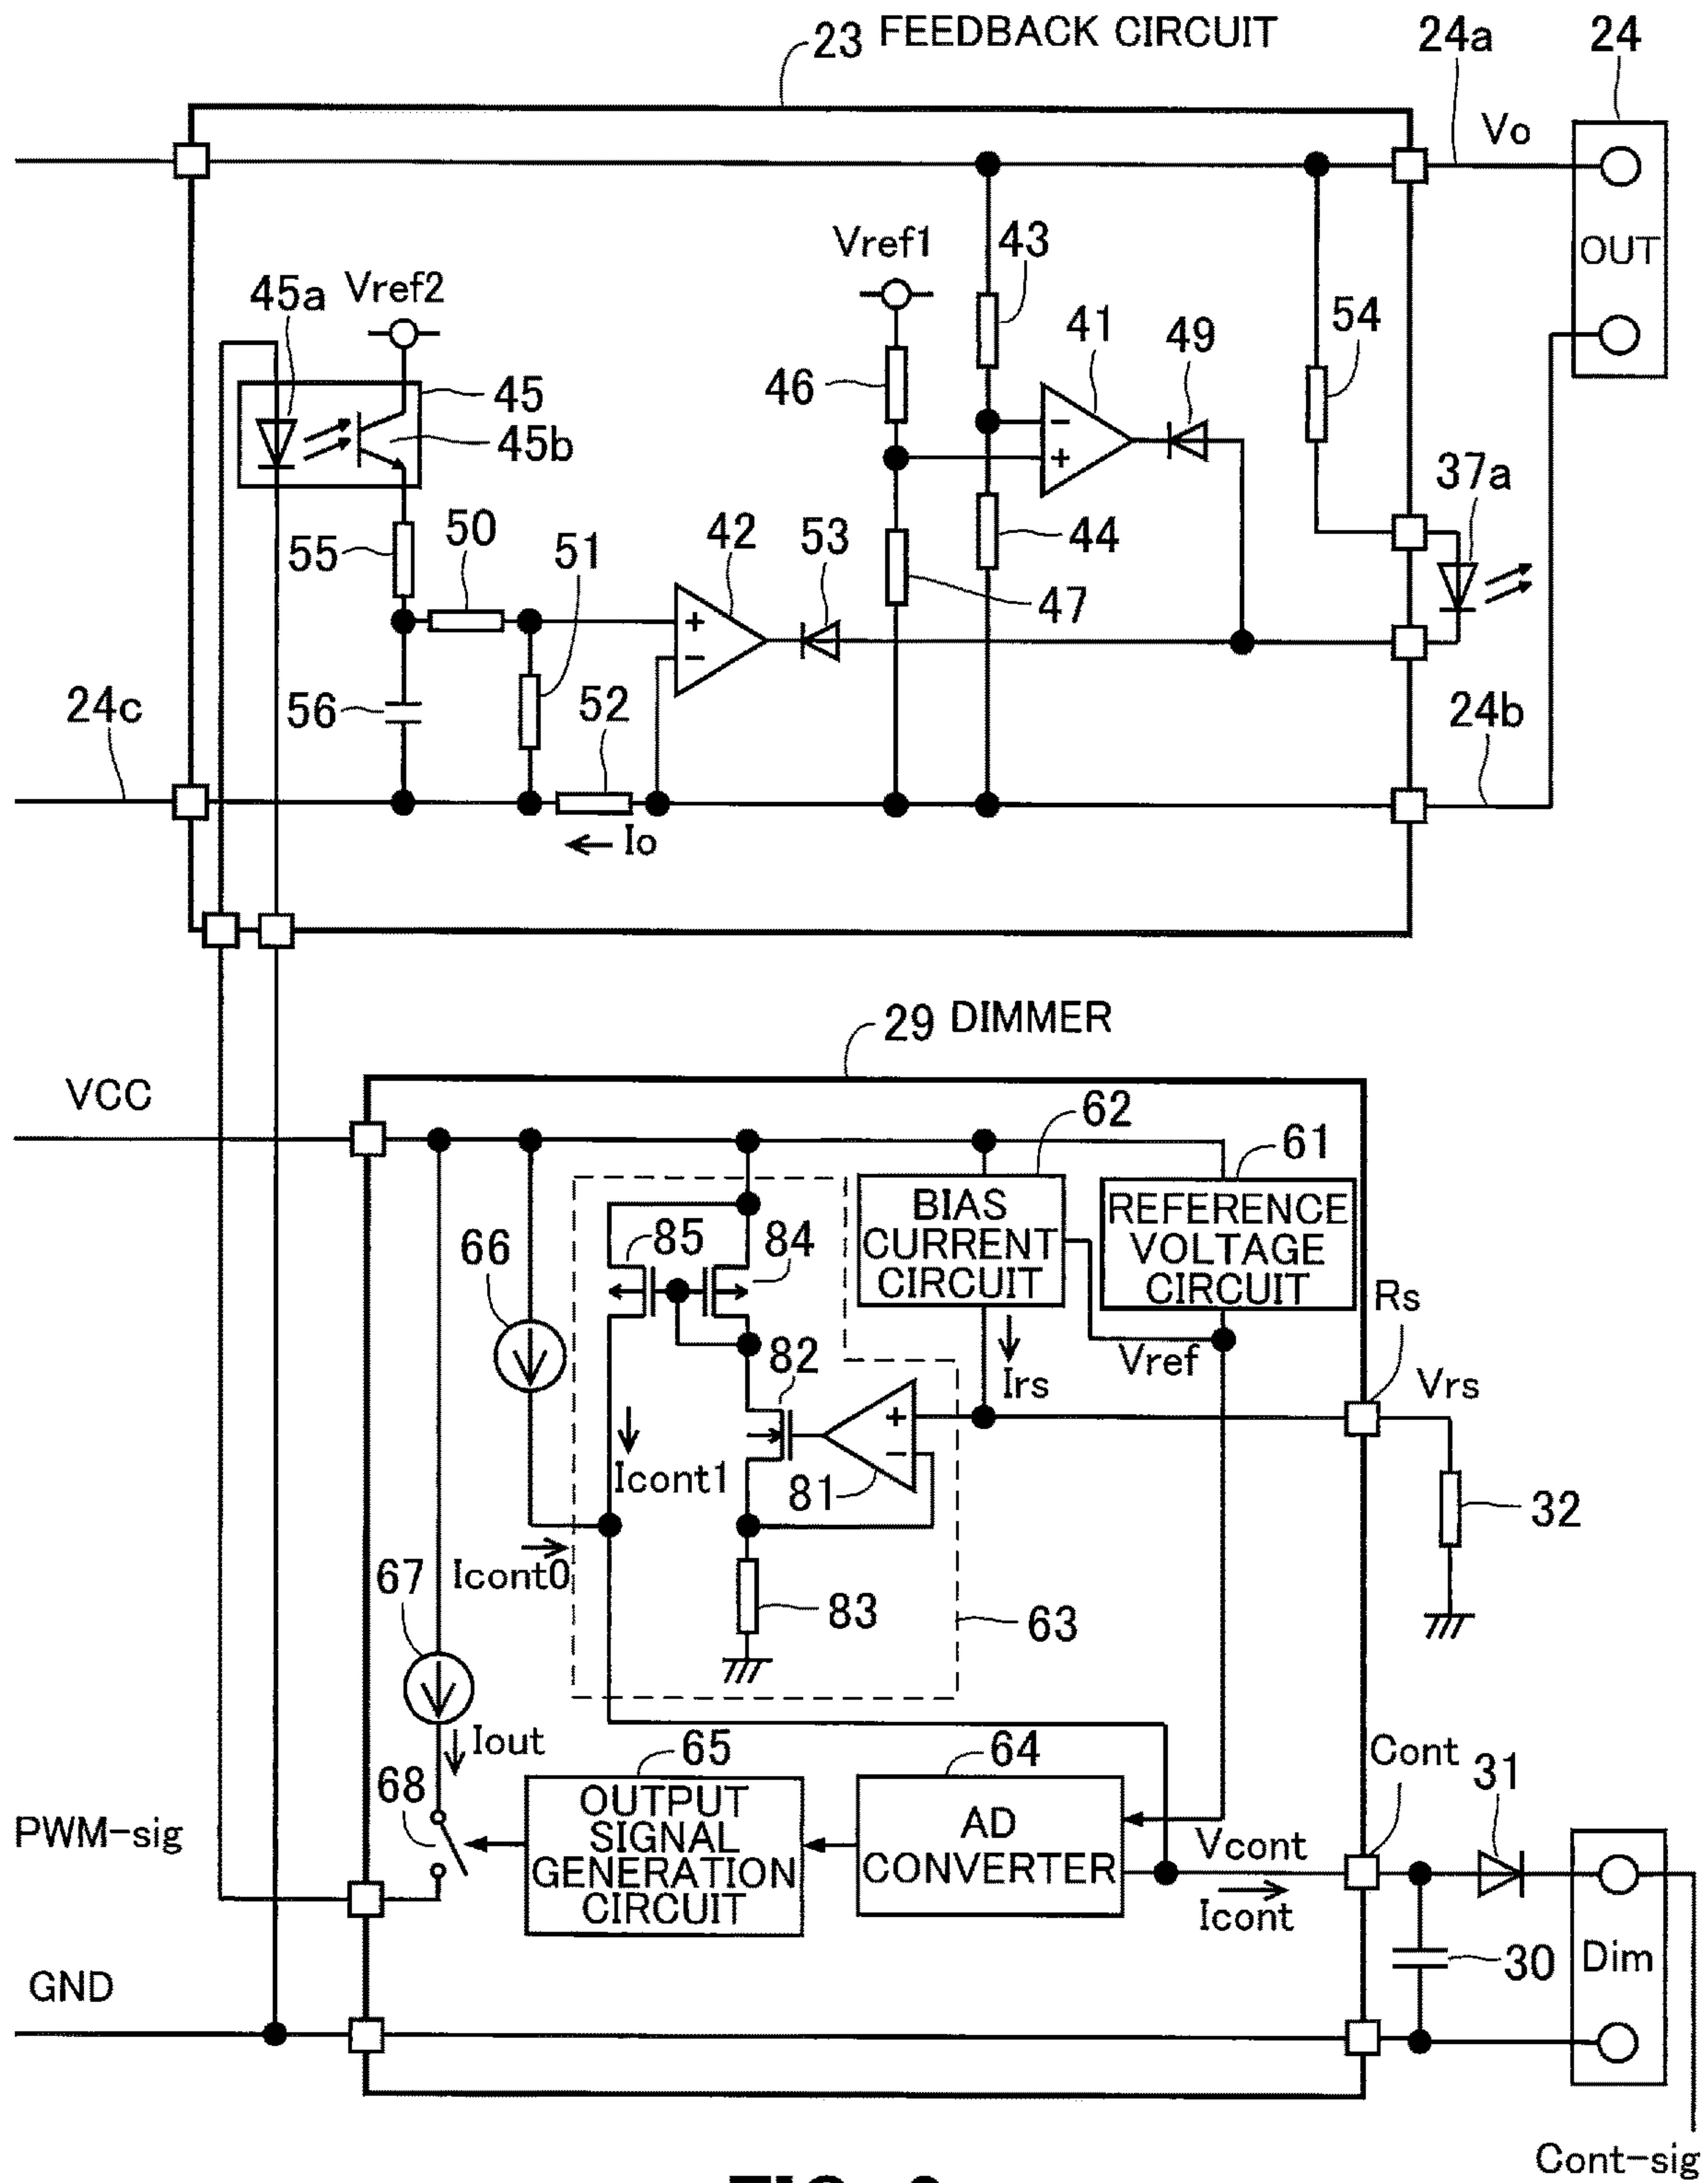 23 FEEDBACK CIRCUIT
24a
24
Vo
OUT
Vref1
43
45a
Vref2
41
49
54
46
45
45b
37a
55
50
51
42
53
44
47
24c
56
52
24b
Io
29 DIMMER
VCC
62
61
BIAS
CURRENT
CIRCUIT
REFERENCE
VOLTAGE
CIRCUIT
66
85
84
Rs
82
Irs
Vref
Vrs
+
−
Icont1
81
32
67
Icont0
83
63
Iout
65
64
Cont
31
68
PWM-sig
OUTPUT
SIGNAL
GENERATION
CIRCUIT
AD
CONVERTER
Vcont
Icont
30
Dim
GND
Cont-sig